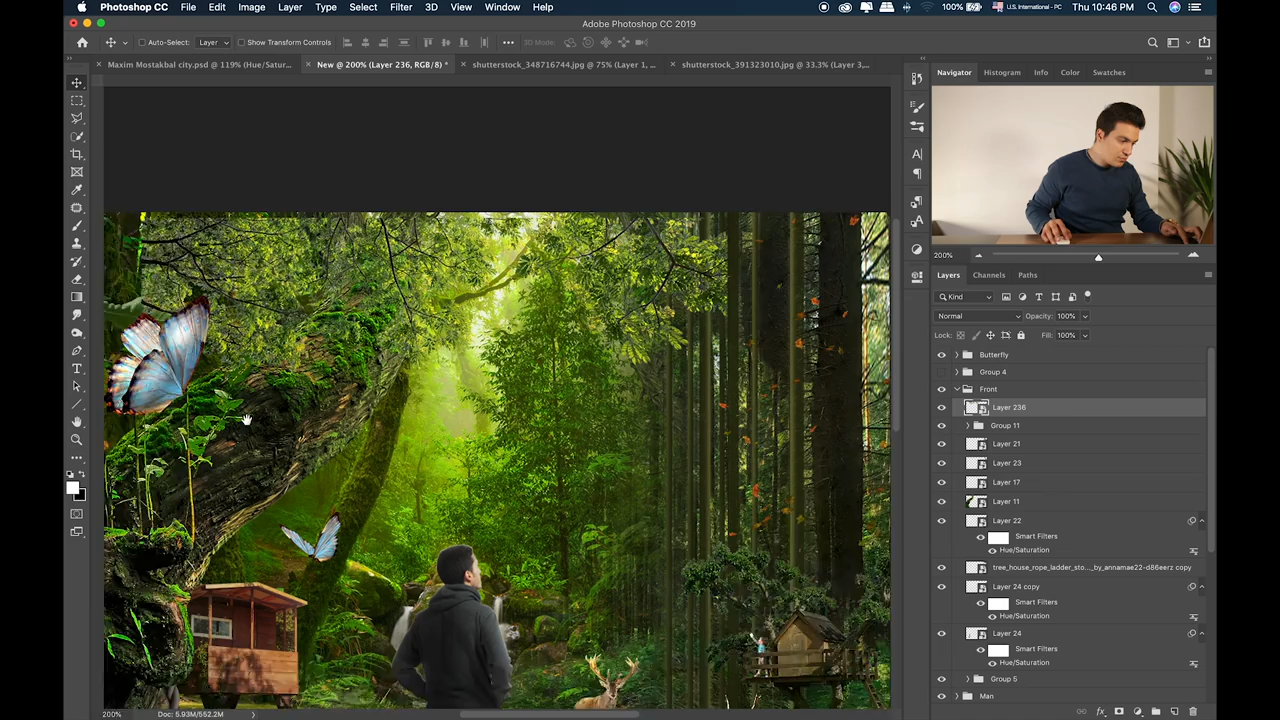 Photoshop CC File Edit Image Layer Type Select Filter 3D View Window Help 100% U.S. International - PC Thu 10:46 PM
Adobe Photoshop CC 2019
Auto-Select: Layer Show Transform Controls 3D Mode:
Maxim Mostakbal city.psd @ 119% (Hue/Satur... New @ 200% (Layer 236, RGB/8) * shutterstock_348716744.jpg @ 75% (Layer 1, ... shutterstock_391323010.jpg @ 33.3% (Layer 3,...
Navigator Histogram Info Color Swatches
200%
Layers Channels Paths
Kind
Normal Opacity: 100%
Lock: Fill: 100%
Butterfly
Group 4
Front
Layer 236
Group 11
Layer 21
Layer 23
Layer 17
Layer 11
Layer 22
Smart Filters
Hue/Saturation
tree_house_rope_ladder_sto..._by_annamae22-d86eerz copy
Layer 24 copy
Smart Filters
Hue/Saturation
Layer 24
Smart Filters
Hue/Saturation
Group 5
Man
200% Doc: 5.93M/552.2M